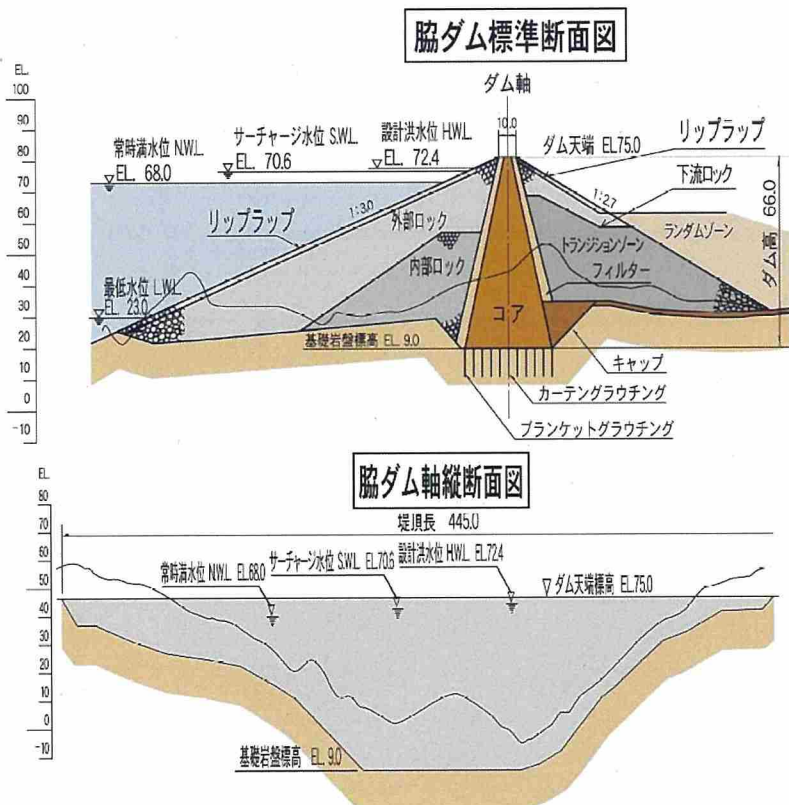 脇ダム標準断面図
ダム軸
EL.
100
90
80
70
60
50
40
30
20
10
0
-10
常時満水位 N.W.L.
EL. 68.0
サーチャージ水位 S.W.L.
EL. 70.6
設計洪水位 H.W.L.
EL. 72.4
10.0
ダム天端 EL.75.0
リップラップ
下流ロック
1:3.0
1:2.7
リップラップ
外部ロック
内部ロック
トランジションゾーン
ランダムゾーン
フィルター
ダム高 66.0
最低水位 L.W.L.
EL. 23.0
コア
基礎岩盤標高 EL. 9.0
キャップ
カーテングラウチング
ブランケットグラウチング
脇ダム軸縦断面図
EL.
80
70
60
50
40
30
20
10
0
-10
堤頂長 445.0
常時満水位 N.W.L. EL.68.0
サーチャージ水位 S.W.L. EL.70.6
設計洪水位 H.W.L. EL.72.4
ダム天端標高 EL.75.0
基礎岩盤標高 EL. 9.0